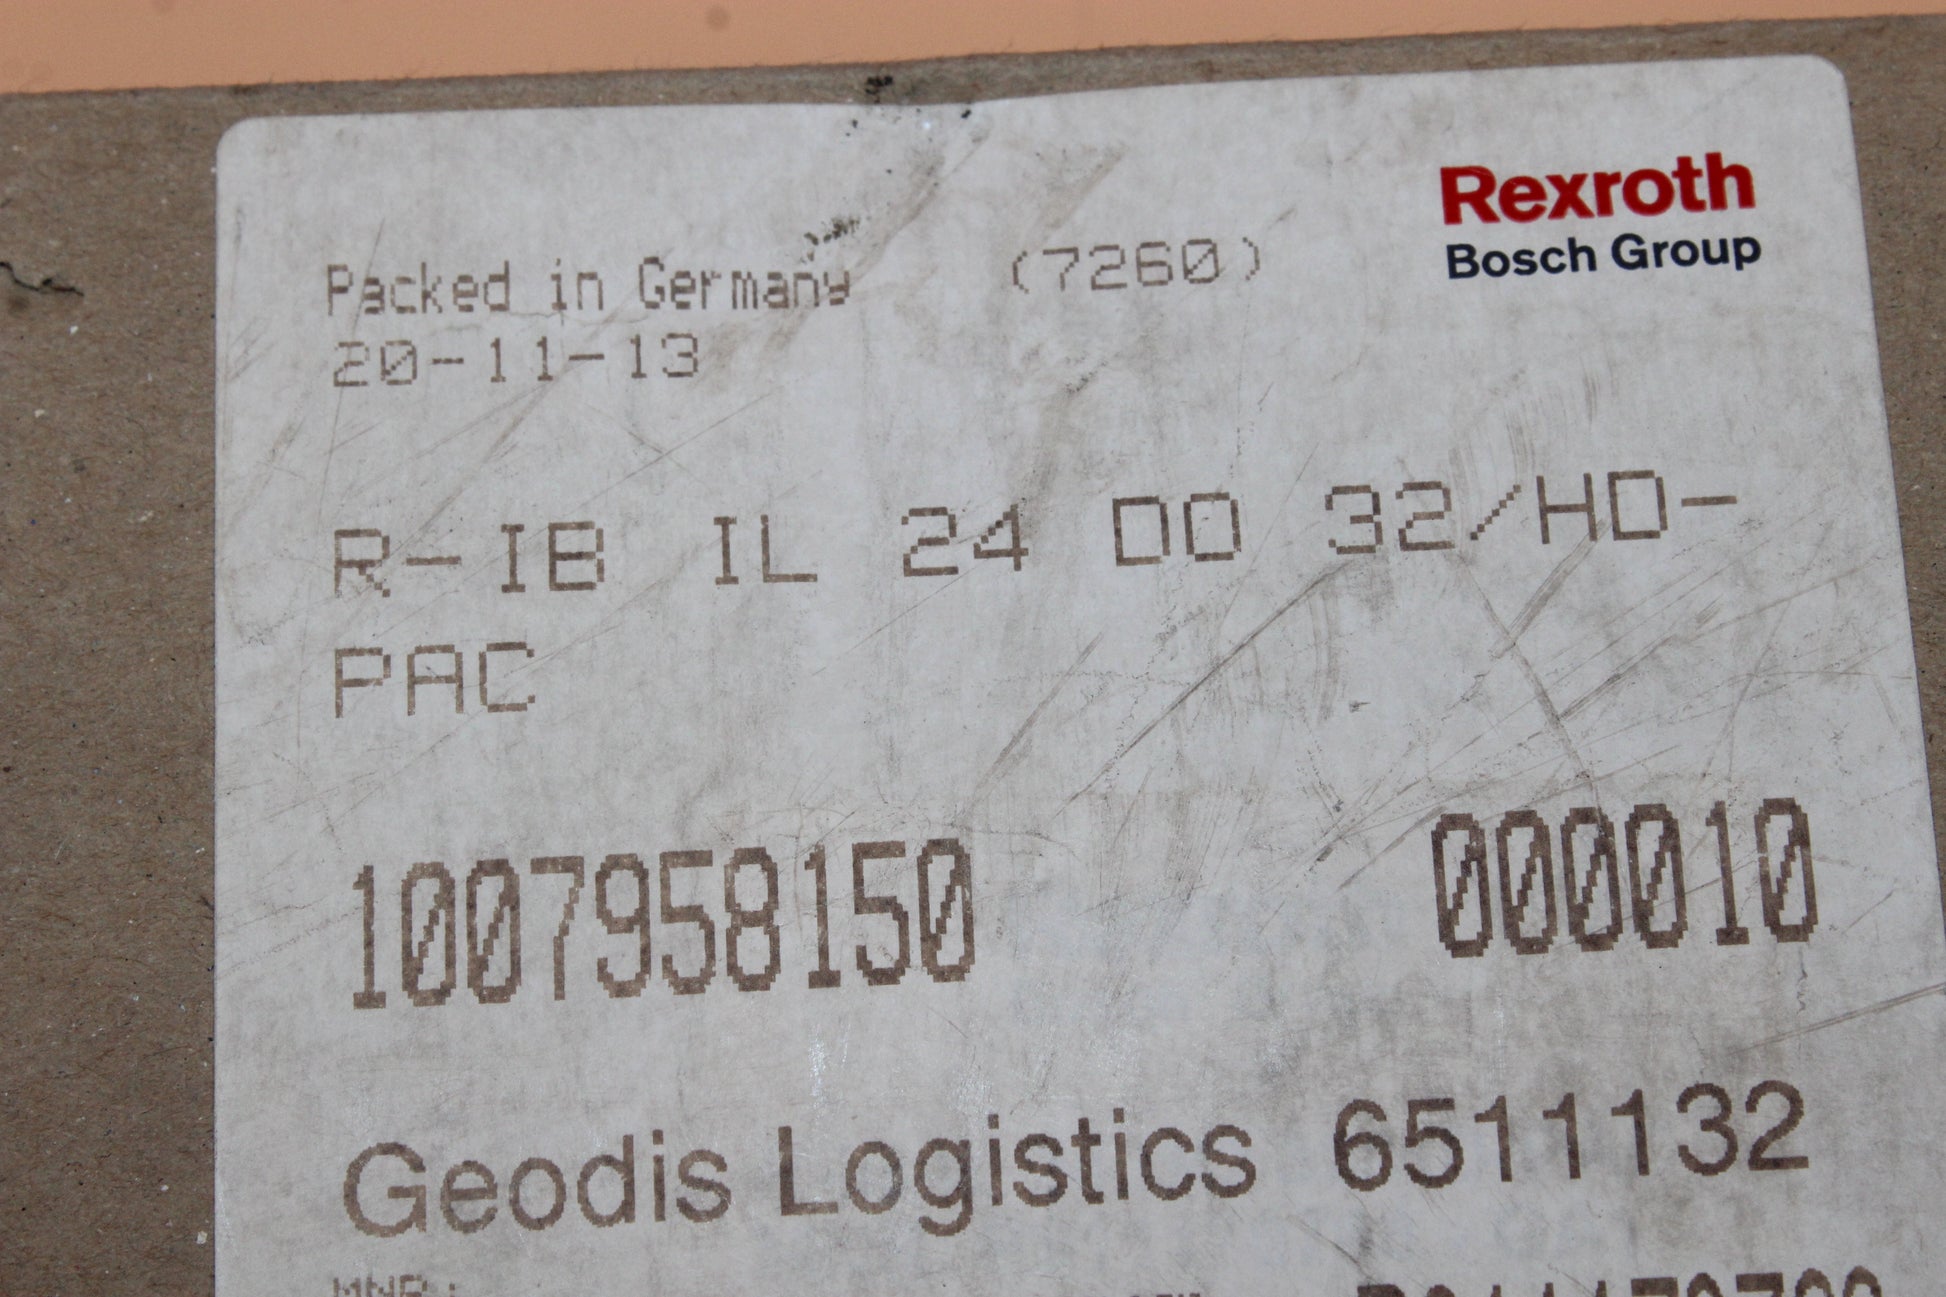 Rexroth
Bosch Group
Packed in Germany (7260)
20-11-13
R-IB IL 24 DO 32/HD-
PAC
1007958150 000010
Geodis Logistics 6511132
MNR: